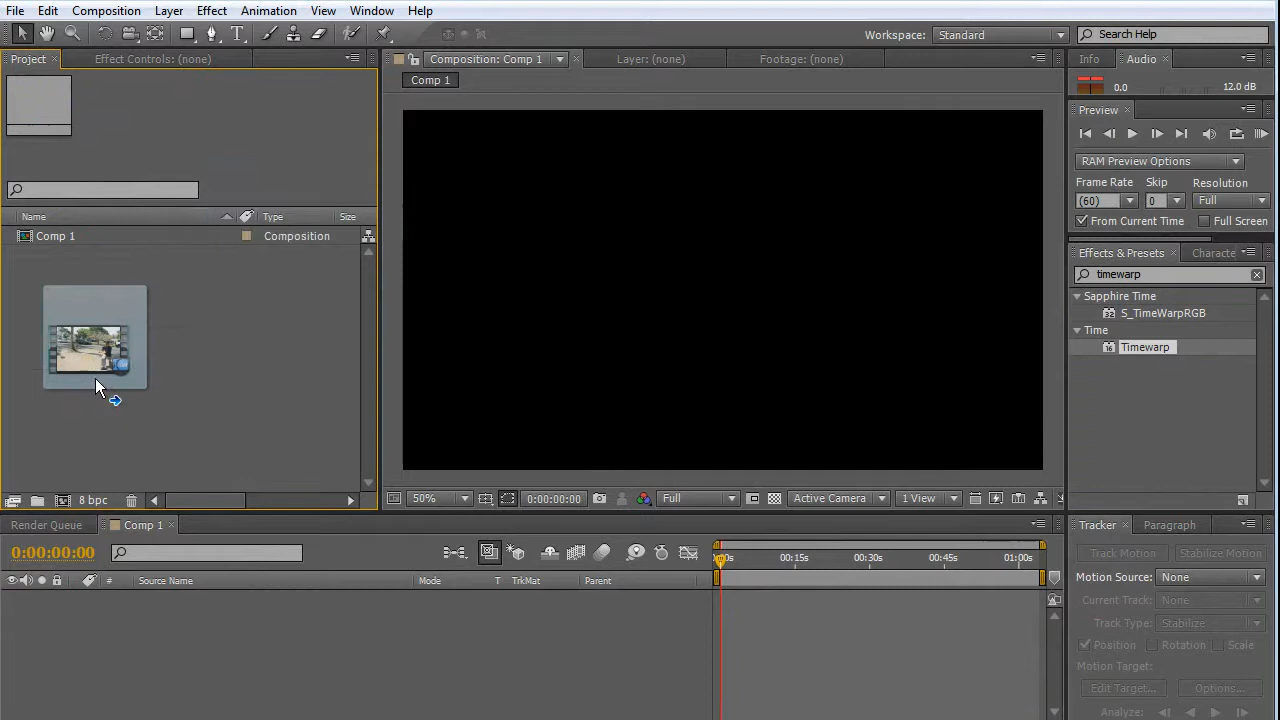 File Edit Composition Layer Effect Animation View Window Help
Workspace: Standard Search Help
Project Effect Controls: (none) Composition: Comp 1 Layer: (none) Footage: (none) Info Audio
Comp 1
0.0 12.0 dB
Preview
RAM Preview Options
Frame Rate Skip Resolution
(60) 0 Full
From Current Time Full Screen
Name Type Size
Comp 1 Composition
Effects & Presets Characte
timewarp
Sapphire Time
S_TimeWarpRGB
Time
Timewarp
8 bpc 50% 0:00:00:00 Full Active Camera 1 View
Render Queue Comp 1 Tracker Paragraph
0:00:00:00 00:15s 00:30s 00:45s 01:00s
Track Motion Stabilize Motion
# Source Name Mode T TrkMat Parent
Motion Source: None
Current Track: None
Track Type: Stabilize
Position Rotation Scale
Motion Target:
Edit Target... Options...
Analyze: